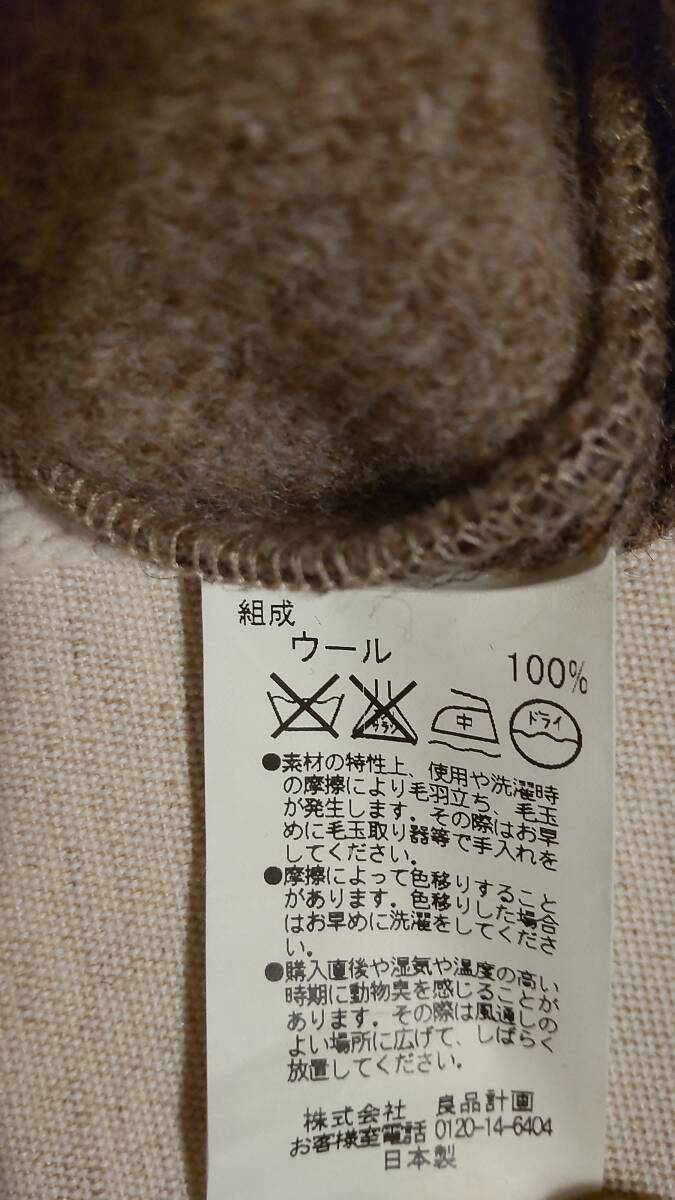 組成
ウール
100%
中
ドライ
●素材の特性上、使用や洗濯時
の摩擦により毛羽立ち、毛玉
が発生します。その際はお早
めに毛玉取り器等で手入れを
してください。
●摩擦によって色移りすること
があります。色移りした場合
はお早めに洗濯をしてくださ
い。
●購入直後や湿気や温度の高い
時期に動物臭を感じることが
あります。その際は風通しの
よい場所に広げて、しばらく
放置してください。
株式会社 良品計画
お客様室電話 0120-14-6404
日本製